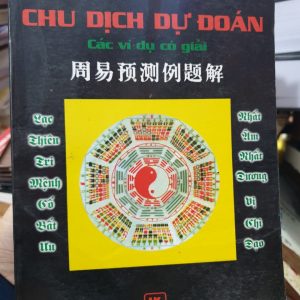 CHU DỊCH DỰ ĐOÁN
Các ví dụ có giải
周易预测例题解
Lạc
Thiên
Tri
Mệnh
Cố
Bất
Ưu
Nhất
Âm
Nhất
Dương
Vị
Chi
Đạo